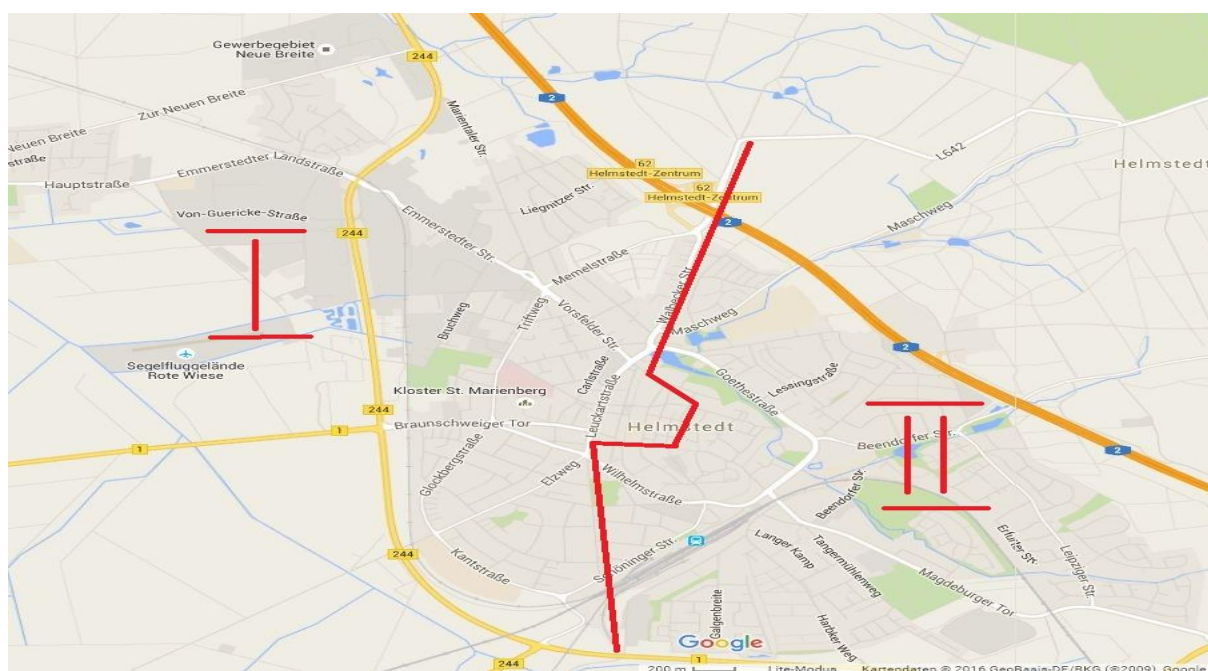 Gewerbegebiet
Neue Breite
244
2
Zur Neuen Breite
Neuen Breite
straße
Marientaler Str.
2
L642
Helmstedt
62
Helmstedt-Zentrum
Emmerstedter Landstraße
Hauptstraße
62
Helmstedt-Zentrum
Liegnitzer Str.
Von-Guericke-Straße
Emmerstedter Str.
Maschweg
2
244
Memelstraße
I
Walbecker Str.
Triftweg
Bruchweg
Vorsfelder Str.
Maschweg
2
Segelfluggelände
Rote Wiese
Carlstraße
Goethestraße
Lessingstraße
Kloster St. Marienberg
Leuckartstraße
244
Braunschweiger Tor
Helmstedt
II
Beendorfer Str.
1
2
Glockbergstraße
Elzweg
Wilhelmstraße
Beendorfer Str.
Schöninger Str.
Langer Kamp
Tangermühlenweg
Erfurter Str.
Leipziger Str.
244
Kantstraße
Magdeburger Tor
Galgenbreite
Harbker Weg
Google
244
1
200 m
Lite-Modus
Kartendaten © 2016 GeoBasis-DE/BKG (©2009), Google